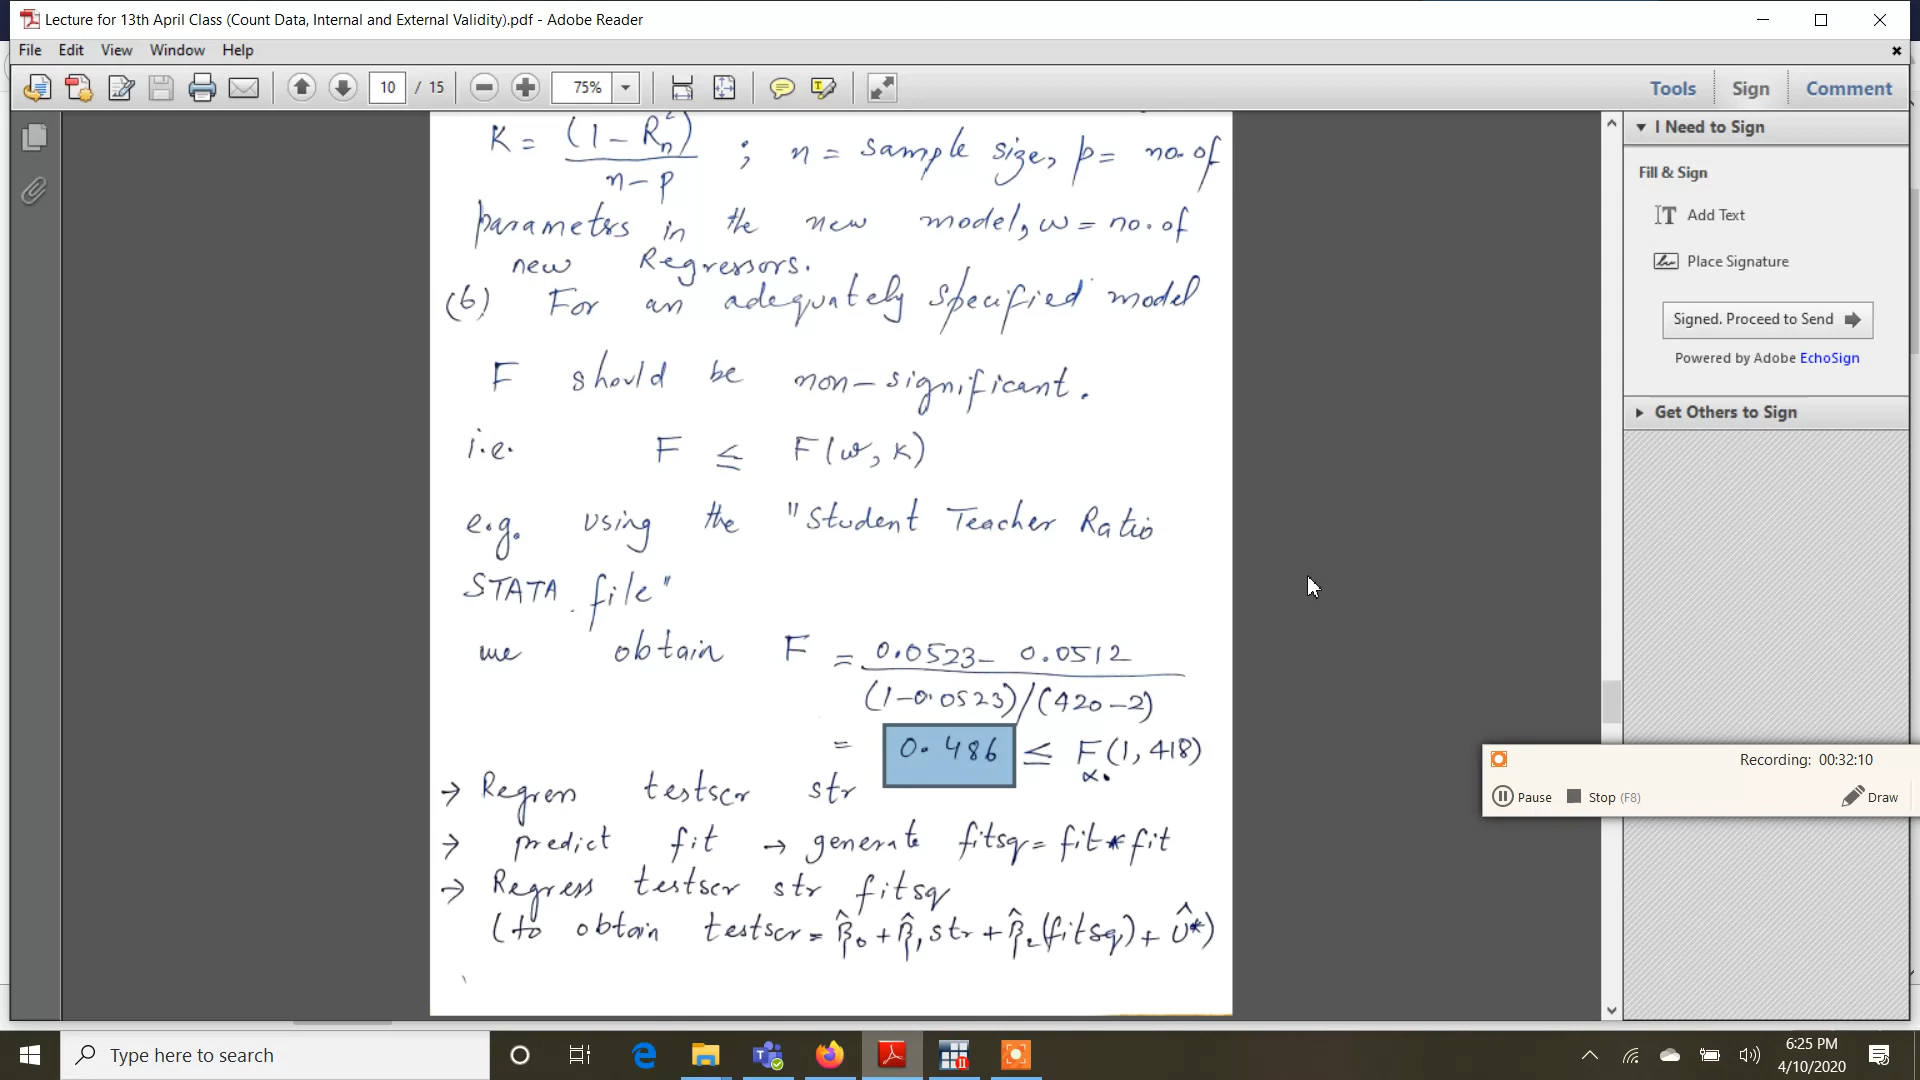 Lecture for 13th April Class (Count Data, Internal and External Validity).pdf - Adobe Reader
File Edit View Window Help
10 / 15 75% Tools Sign Comment
K = (1 - R²n) / n - p ; n = sample size, p = no. of
parameters in the new model, w = no. of
new Regressors.
(6) For an adequately specified model
F should be non-significant.
i.e. F ≤ F(w, K)
e.g. using the "Student Teacher Ratio
STATA file"
we obtain F = 0.0523 - 0.0512
(1-0.0523)/(420-2)
= 0.486 ≤ Fα(1, 418)
→ Regress testscr str
→ predict fit → generate fitsq = fit*fit
→ Regress testscr str fitsq
(to obtain testscr = β̂0 + β̂1 str + β̂2(fitsq) + Û*)
I Need to Sign
Fill & Sign
Add Text
Place Signature
Signed. Proceed to Send
Powered by Adobe EchoSign
Get Others to Sign
Recording: 00:32:10
Pause Stop (F8) Draw
Type here to search
6:25 PM
4/10/2020